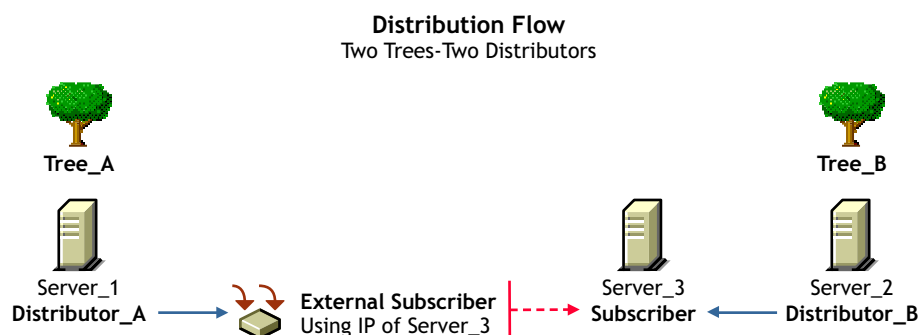 Distribution Flow
Two Trees-Two Distributors
Tree_A
Tree_B
Server_1
Distributor_A
External Subscriber
Using IP of Server_3
Server_3
Subscriber
Server_2
Distributor_B